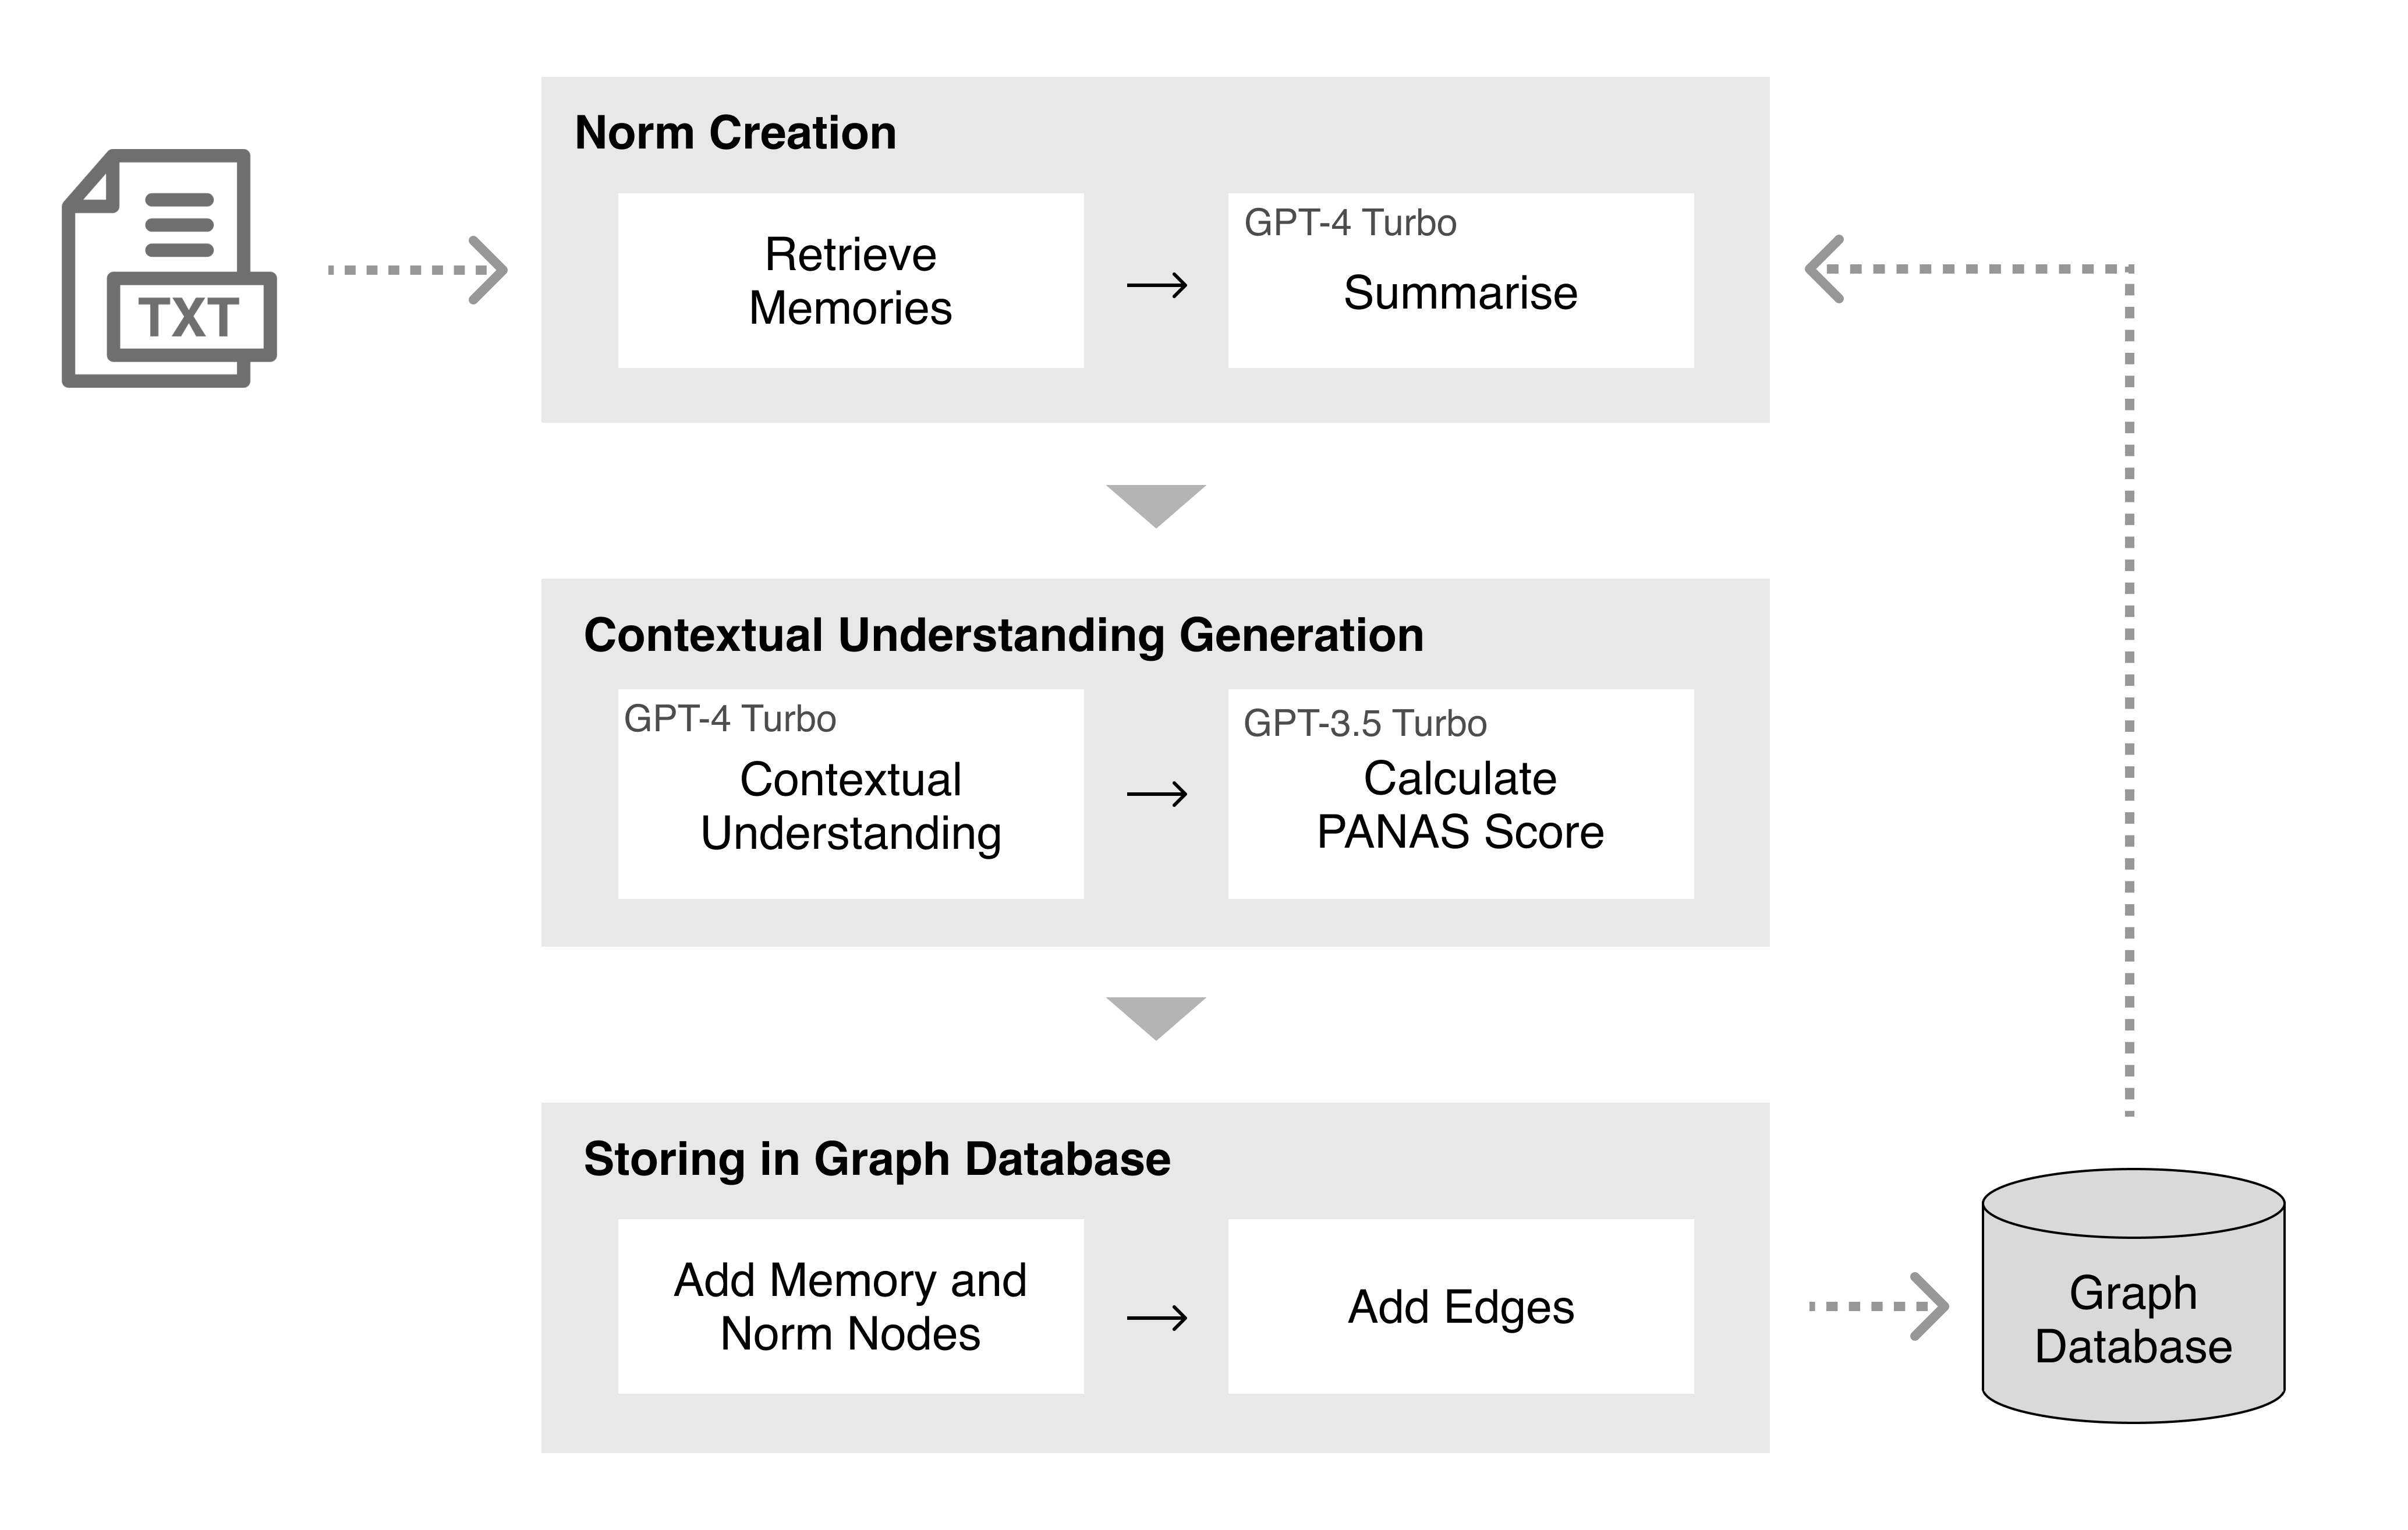 TXT
Norm Creation
Retrieve
Memories
GPT-4 Turbo
Summarise
Contextual Understanding Generation
GPT-4 Turbo
Contextual
Understanding
GPT-3.5 Turbo
Calculate
PANAS Score
Storing in Graph Database
Add Memory and
Norm Nodes
Add Edges
Graph
Database